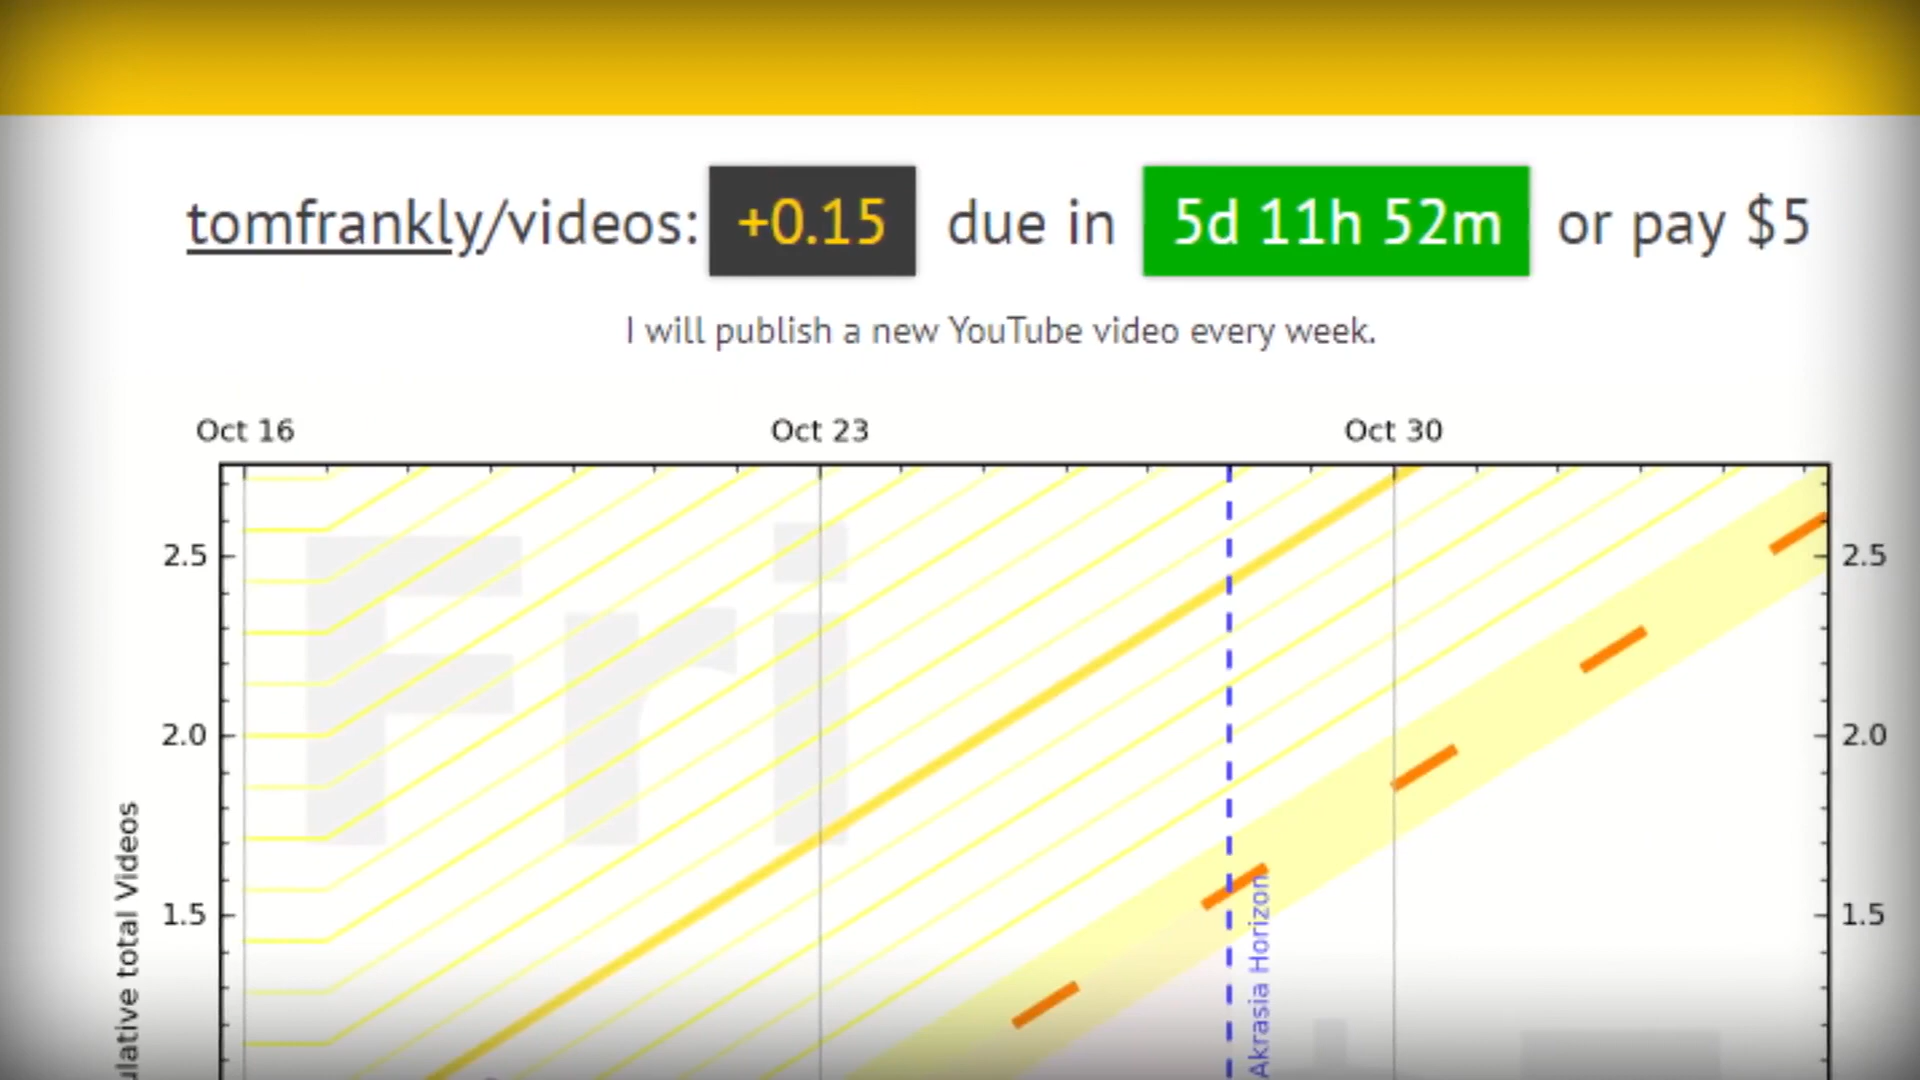 tomfrankly/videos: +0.15 due in 5d 11h 52m or pay $5
I will publish a new YouTube video every week.
Oct 16 Oct 23 Oct 30
Fri
2.5 2.5
2.0 2.0
1.5 1.5
total Videos
Akrasia Horizon